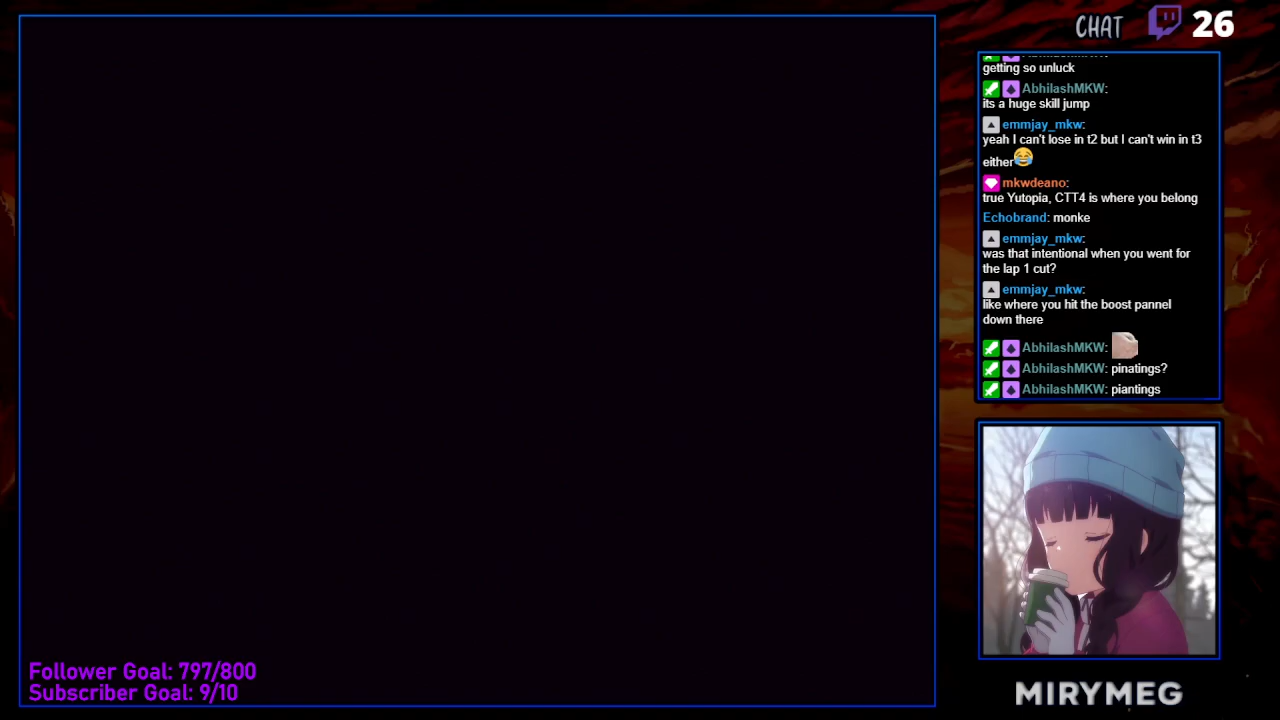 CHAT 26
getting so unluck
AbhilashMKW:
its a huge skill jump
emmjay_mkw:
yeah I can't lose in t2 but I can't win in t3
either
mkwdeano:
true Yutopia, CTT4 is where you belong
Echobrand: monke
emmjay_mkw:
was that intentional when you went for
the lap 1 cut?
emmjay_mkw:
like where you hit the boost pannel
down there
AbhilashMKW:
AbhilashMKW: pinatings?
AbhilashMKW: piantings
Follower Goal: 797/800
Subscriber Goal: 9/10
MIRYMEG